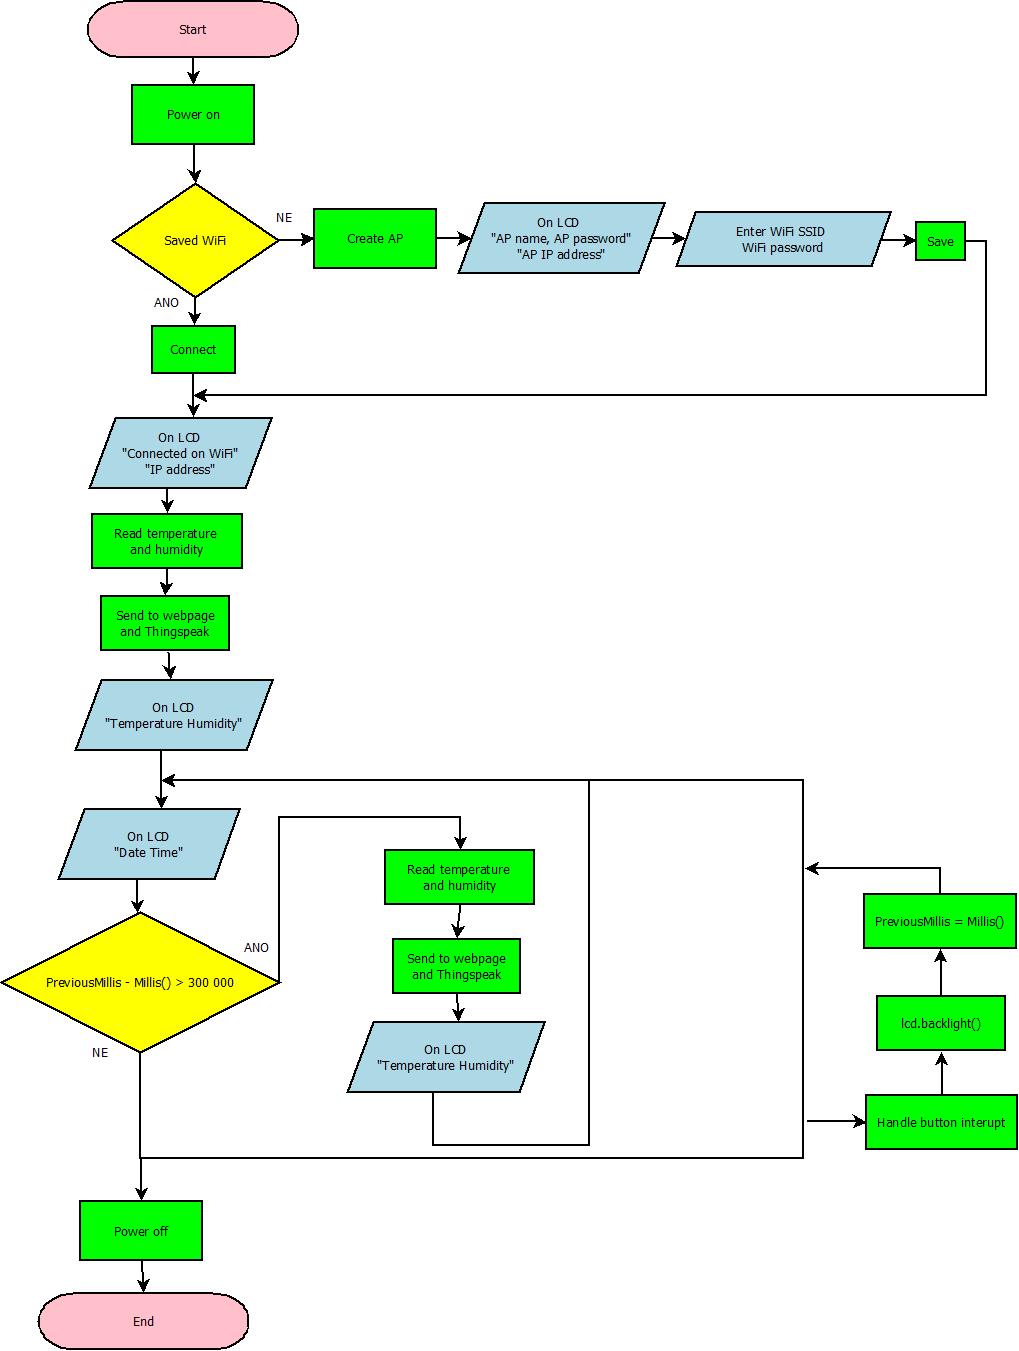 Start
Power on
Saved WiFi
NE
Create AP
On LCD
"AP name, AP password"
"AP IP address"
Enter WiFi SSID
WiFi password
Save
ANO
Connect
On LCD
"Connected on WiFi"
"IP address"
Read temperature
and humidity
Send to webpage
and Thingspeak
On LCD
"Temperature Humidity"
On LCD
"Date Time"
PreviousMillis - Millis() > 300 000
ANO
NE
Read temperature
and humidity
Send to webpage
and Thingspeak
On LCD
"Temperature Humidity"
PreviousMillis = Millis()
lcd.backlight()
Handle button interupt
Power off
End